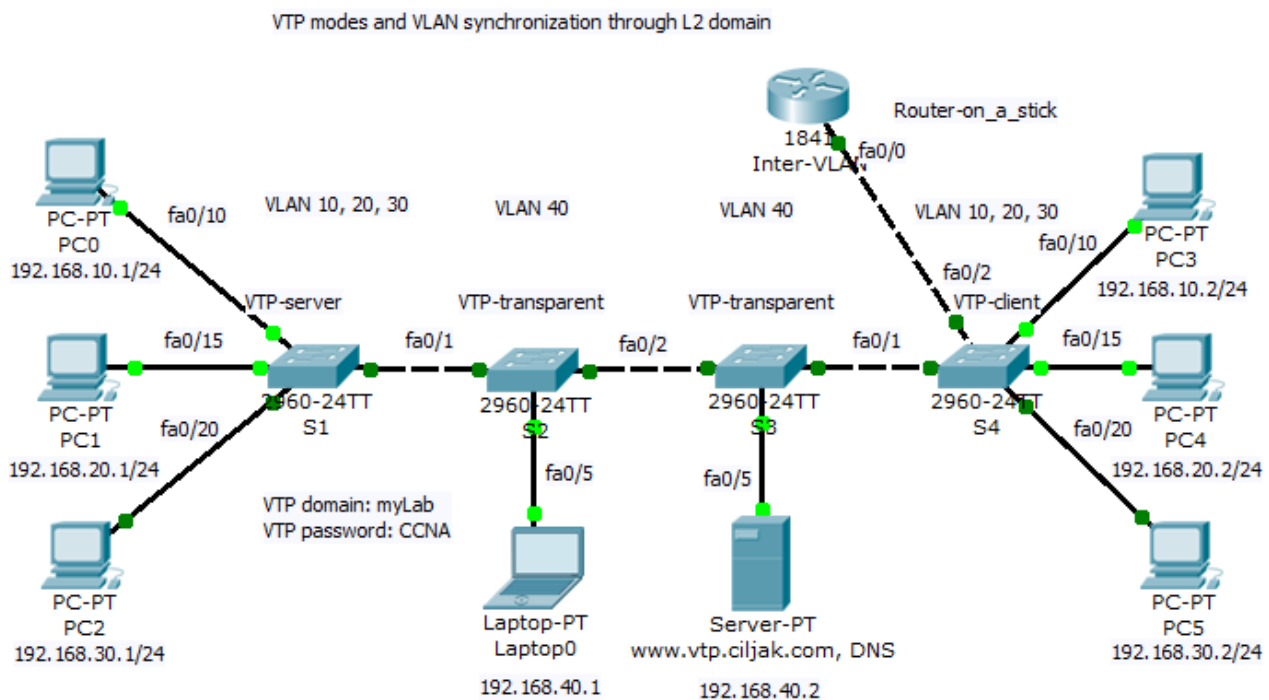 VTP modes and VLAN synchronization through L2 domain
Router-on_a_stick
1841
fa0/0
Inter-VLAN
PC-PT
PC0
192.168.10.1/24
fa0/10
VLAN 10, 20, 30
VLAN 40
VLAN 40
VLAN 10, 20, 30
fa0/10
PC-PT
PC3
192.168.10.2/24
fa0/2
VTP-server
VTP-transparent
VTP-transparent
VTP-client
fa0/15
fa0/1
fa0/2
fa0/1
fa0/15
PC-PT
PC1
192.168.20.1/24
2960-24TT
S1
2960-24TT
S2
2960-24TT
S3
2960-24TT
S4
PC-PT
PC4
192.168.20.2/24
fa0/20
fa0/20
fa0/5
fa0/5
VTP domain: myLab
VTP password: CCNA
PC-PT
PC2
192.168.30.1/24
Laptop-PT
Laptop0
192.168.40.1
Server-PT
www.vtp.ciljak.com, DNS
192.168.40.2
PC-PT
PC5
192.168.30.2/24